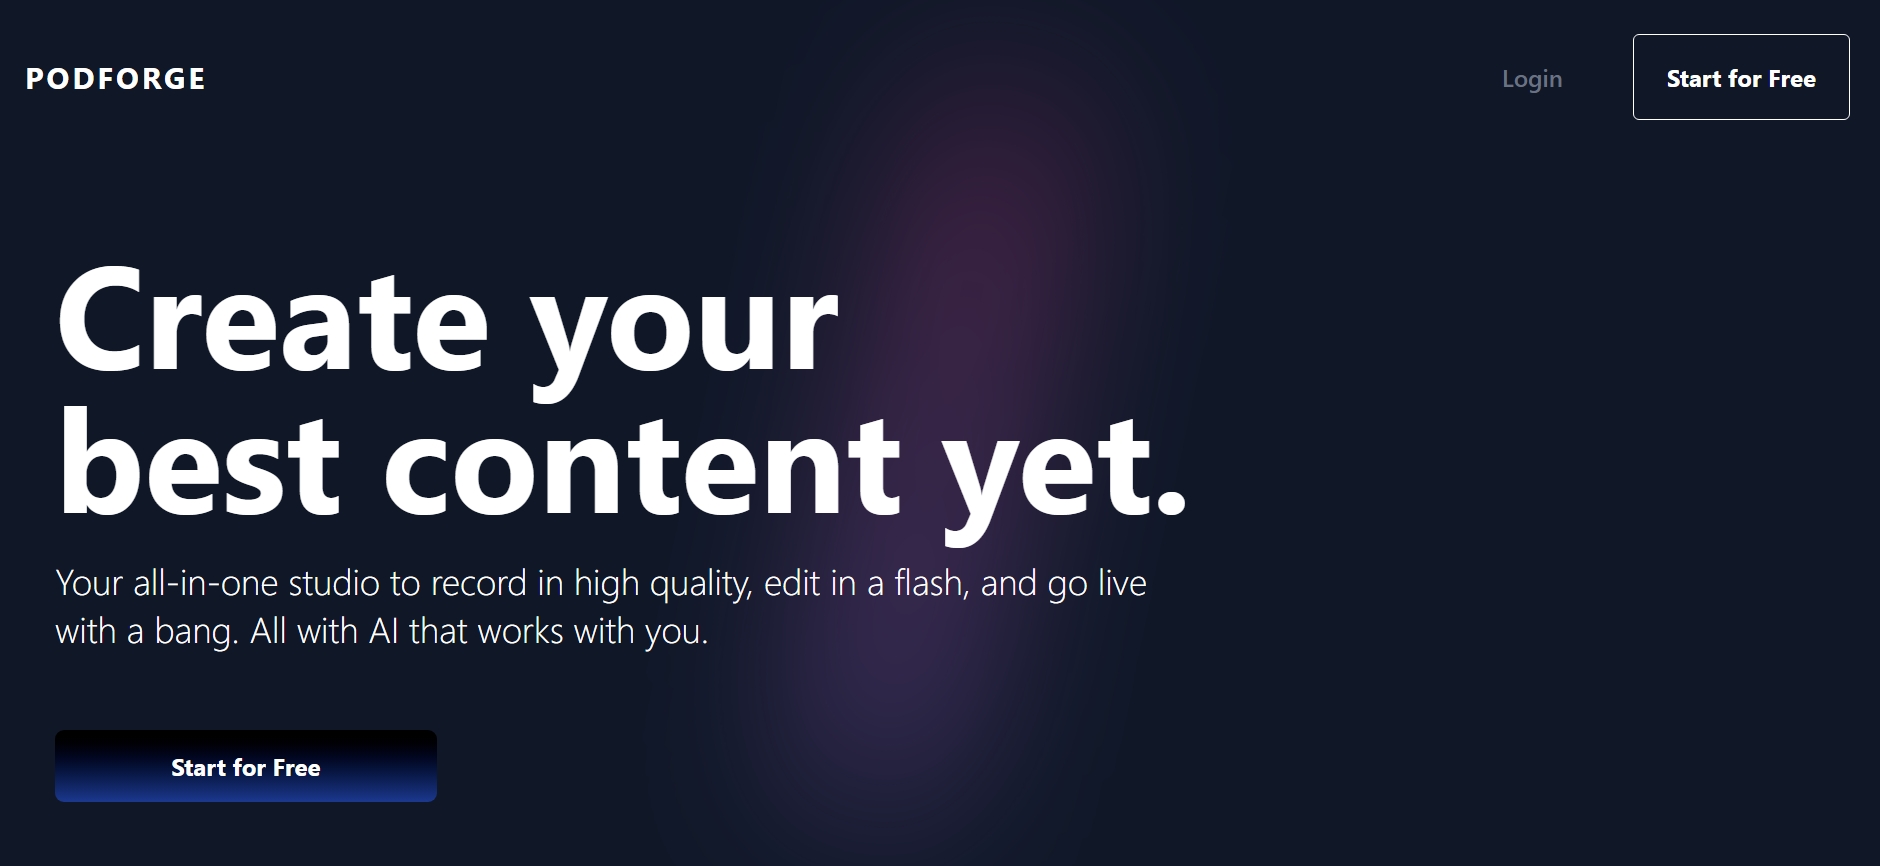 PODFORGE
Login
Start for Free
Create your
best content yet.
Your all-in-one studio to record in high quality, edit in a flash, and go live
with a bang. All with AI that works with you.
Start for Free